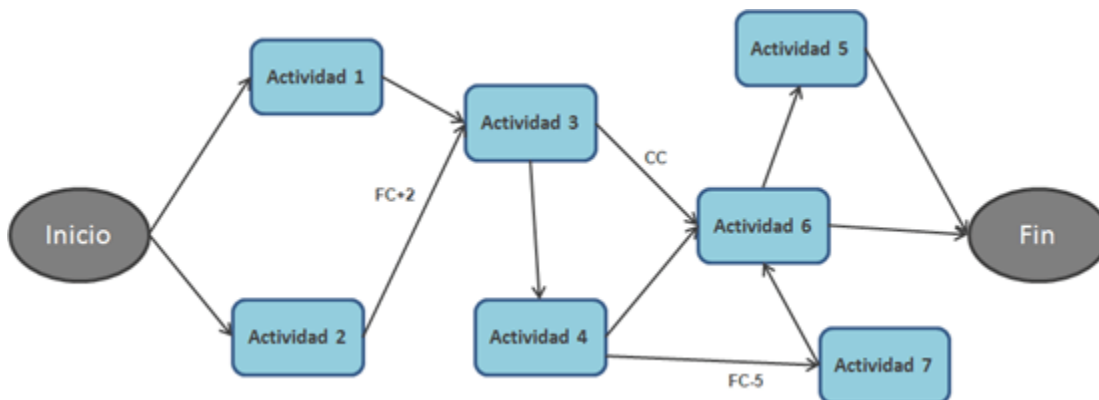 Actividad 5
Actividad 1
Actividad 3
CC
FC+2
Inicio
Actividad 6
Fin
Actividad 2
Actividad 4
Actividad 7
FC-5